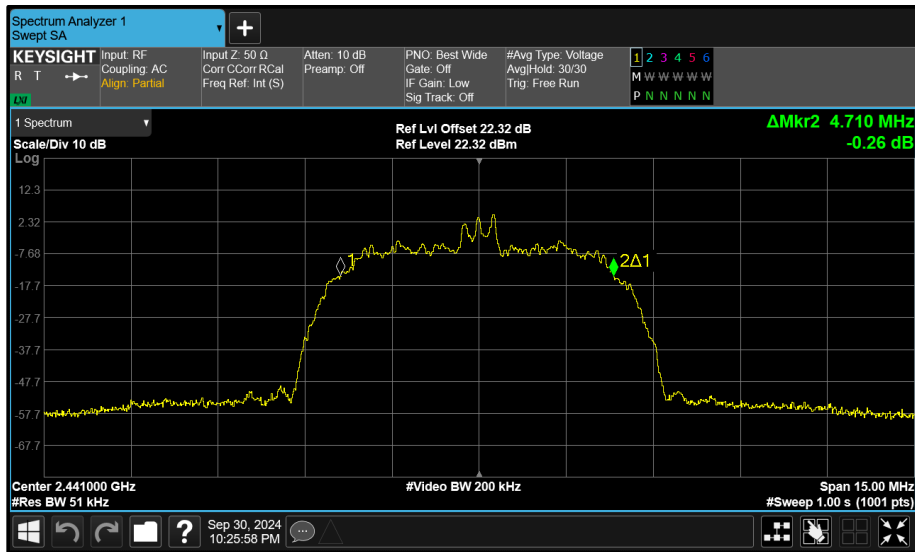 Spectrum Analyzer 1
Swept SA
+
KEYSIGHT
R T
LXI
Input: RF
Coupling: AC
Align: Partial
Input Z: 50 Ω
Corr CCorr RCal
Freq Ref: Int (S)
Atten: 10 dB
Preamp: Off
PNO: Best Wide
Gate: Off
IF Gain: Low
Sig Track: Off
#Avg Type: Voltage
Avg|Hold: 30/30
Trig: Free Run
1 2 3 4 5 6
M W W W W W
P N N N N N
1 Spectrum
Scale/Div 10 dB
Ref Lvl Offset 22.32 dB
Ref Level 22.32 dBm
ΔMkr2 4.710 MHz
-0.26 dB
Log
12.3
2.32
-7.68
-17.7
-27.7
-37.7
-47.7
-57.7
-67.7
1
2Δ1
Center 2.441000 GHz
#Res BW 51 kHz
#Video BW 200 kHz
Span 15.00 MHz
#Sweep 1.00 s (1001 pts)
?
Sep 30, 2024
10:25:58 PM